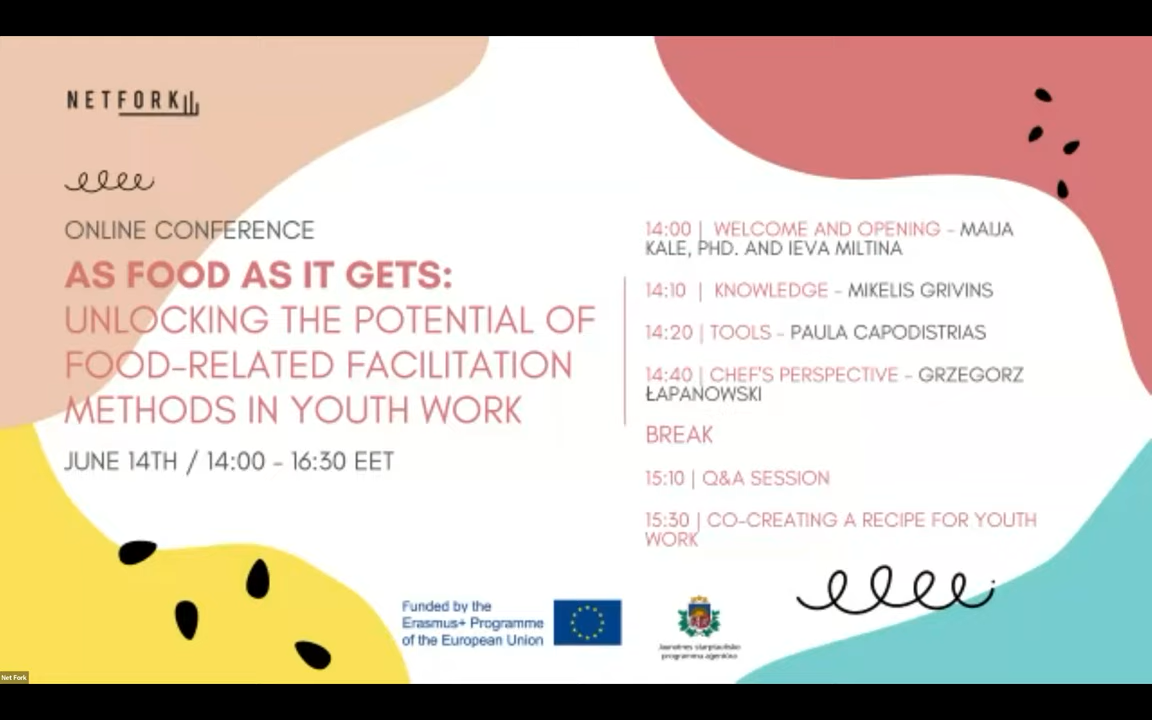 NETFORK
ONLINE CONFERENCE
AS FOOD AS IT GETS:
UNLOCKING THE POTENTIAL OF
FOOD-RELATED FACILITATION
METHODS IN YOUTH WORK
JUNE 14TH / 14:00 - 16:30 EET
14:00 | WELCOME AND OPENING - MAIJA
KALE, PHD. AND IEVA MILTINA
14:10 | KNOWLEDGE - MIKELIS GRIVINS
14:20 | TOOLS - PAULA CAPODISTRIAS
14:40 | CHEF'S PERSPECTIVE - GRZEGORZ
ŁAPANOWSKI
BREAK
15:10 | Q&A SESSION
15:30 | CO-CREATING A RECIPE FOR YOUTH
WORK
Funded by the
Erasmus+ Programme
of the European Union
Jaunatnes starptautisko
programmu aģentūra
Net Fork